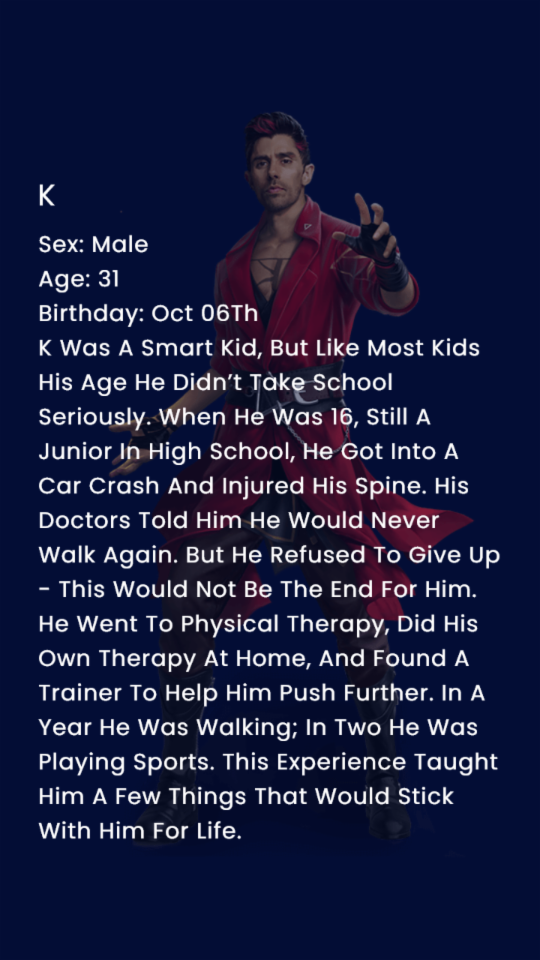 K
Sex: Male
Age: 31
Birthday: Oct 06Th
K Was A Smart Kid, But Like Most Kids
His Age He Didn’t Take School
Seriously. When He Was 16, Still A
Junior In High School, He Got Into A
Car Crash And Injured His Spine. His
Doctors Told Him He Would Never
Walk Again. But He Refused To Give Up
- This Would Not Be The End For Him.
He Went To Physical Therapy, Did His
Own Therapy At Home, And Found A
Trainer To Help Him Push Further. In A
Year He Was Walking; In Two He Was
Playing Sports. This Experience Taught
Him A Few Things That Would Stick
With Him For Life.